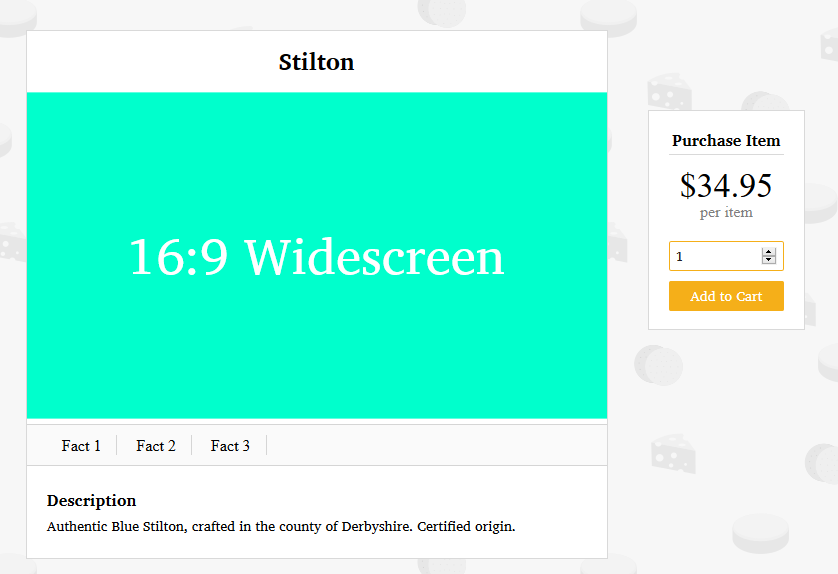 Stilton
16:9 Widescreen
Fact 1 Fact 2 Fact 3
Description
Authentic Blue Stilton, crafted in the county of Derbyshire. Certified origin.
Purchase Item
$34.95
per item
1
Add to Cart